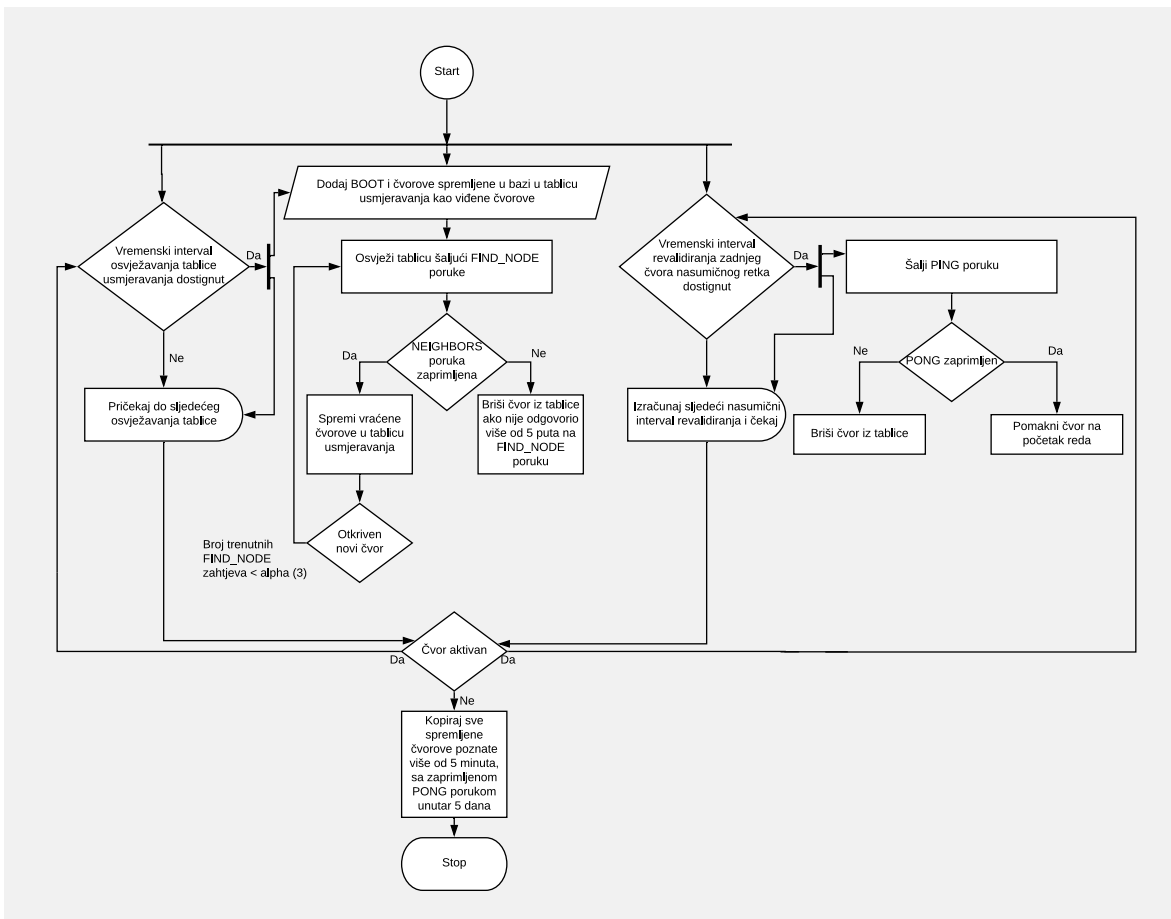 Start
Dodaj BOOT i čvorove spremljene u bazi u tablicu
usmjeravanja kao viđene čvorove
Vremenski interval
osvježavanja tablice
usmjeravanja dostignut
Da
Ne
Pričekaj do sljedećeg
osvježavanja tablice
Osvježi tablicu šaljući FIND_NODE
poruke
NEIGHBORS
poruka
zaprimljena
Da
Ne
Spremi vraćene
čvorove u tablicu
usmjeravanja
Briši čvor iz tablice
ako nije odgovorio
više od 5 puta na
FIND_NODE
poruku
Otkriven
novi čvor
Broj trenutnih
FIND_NODE
zahtjeva < alpha (3)
Vremenski interval
revalidiranja zadnjeg
čvora nasumičnog retka
dostignut
Da
Ne
Izračunaj sljedeći nasumični
interval revalidiranja i čekaj
Šalji PING poruku
PONG zaprimljen
Ne
Da
Briši čvor iz tablice
Pomakni čvor na
početak reda
Čvor aktivan
Da
Da
Ne
Kopiraj sve
spremljene
čvorove poznate
više od 5 minuta,
sa zaprimljenom
PONG porukom
unutar 5 dana
Stop